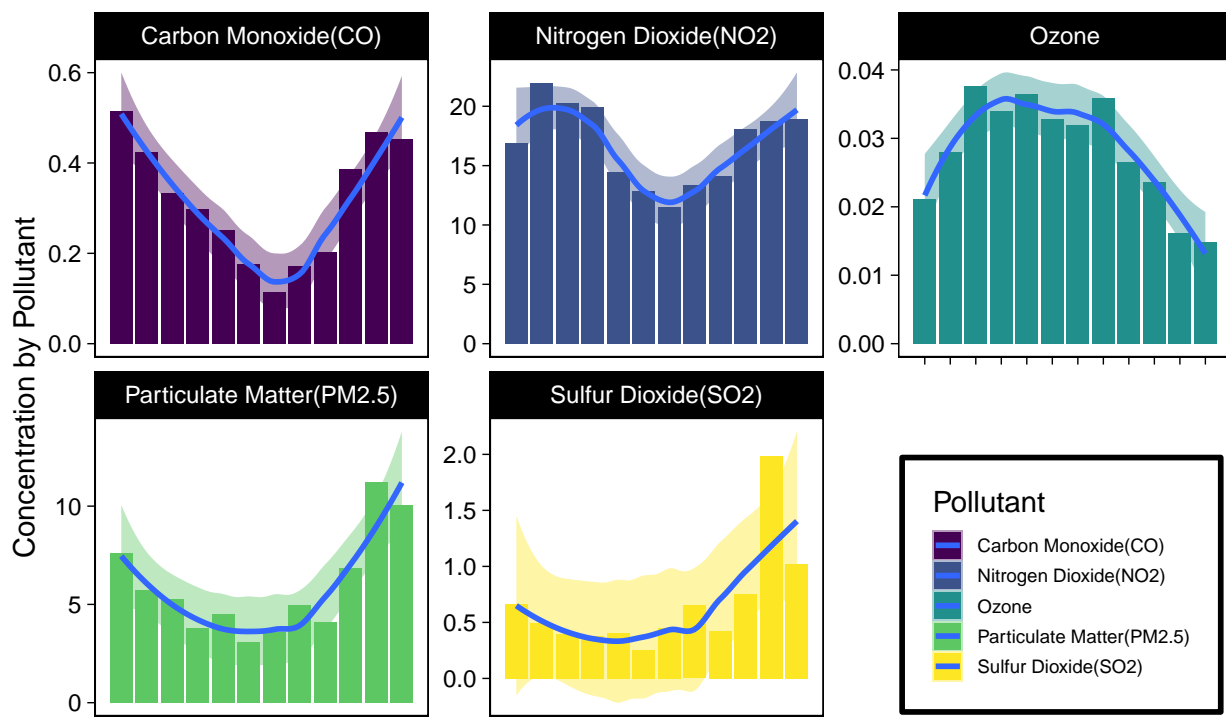 Carbon Monoxide(CO)
Nitrogen Dioxide(NO2)
Ozone
0.6
0.4
0.2
0.0
20
15
10
5
0
0.04
0.03
0.02
0.01
0.00
Concentration by Pollutant
Particulate Matter(PM2.5)
Sulfur Dioxide(SO2)
10
5
0
2.0
1.5
1.0
0.5
0.0
Pollutant
Carbon Monoxide(CO)
Nitrogen Dioxide(NO2)
Ozone
Particulate Matter(PM2.5)
Sulfur Dioxide(SO2)